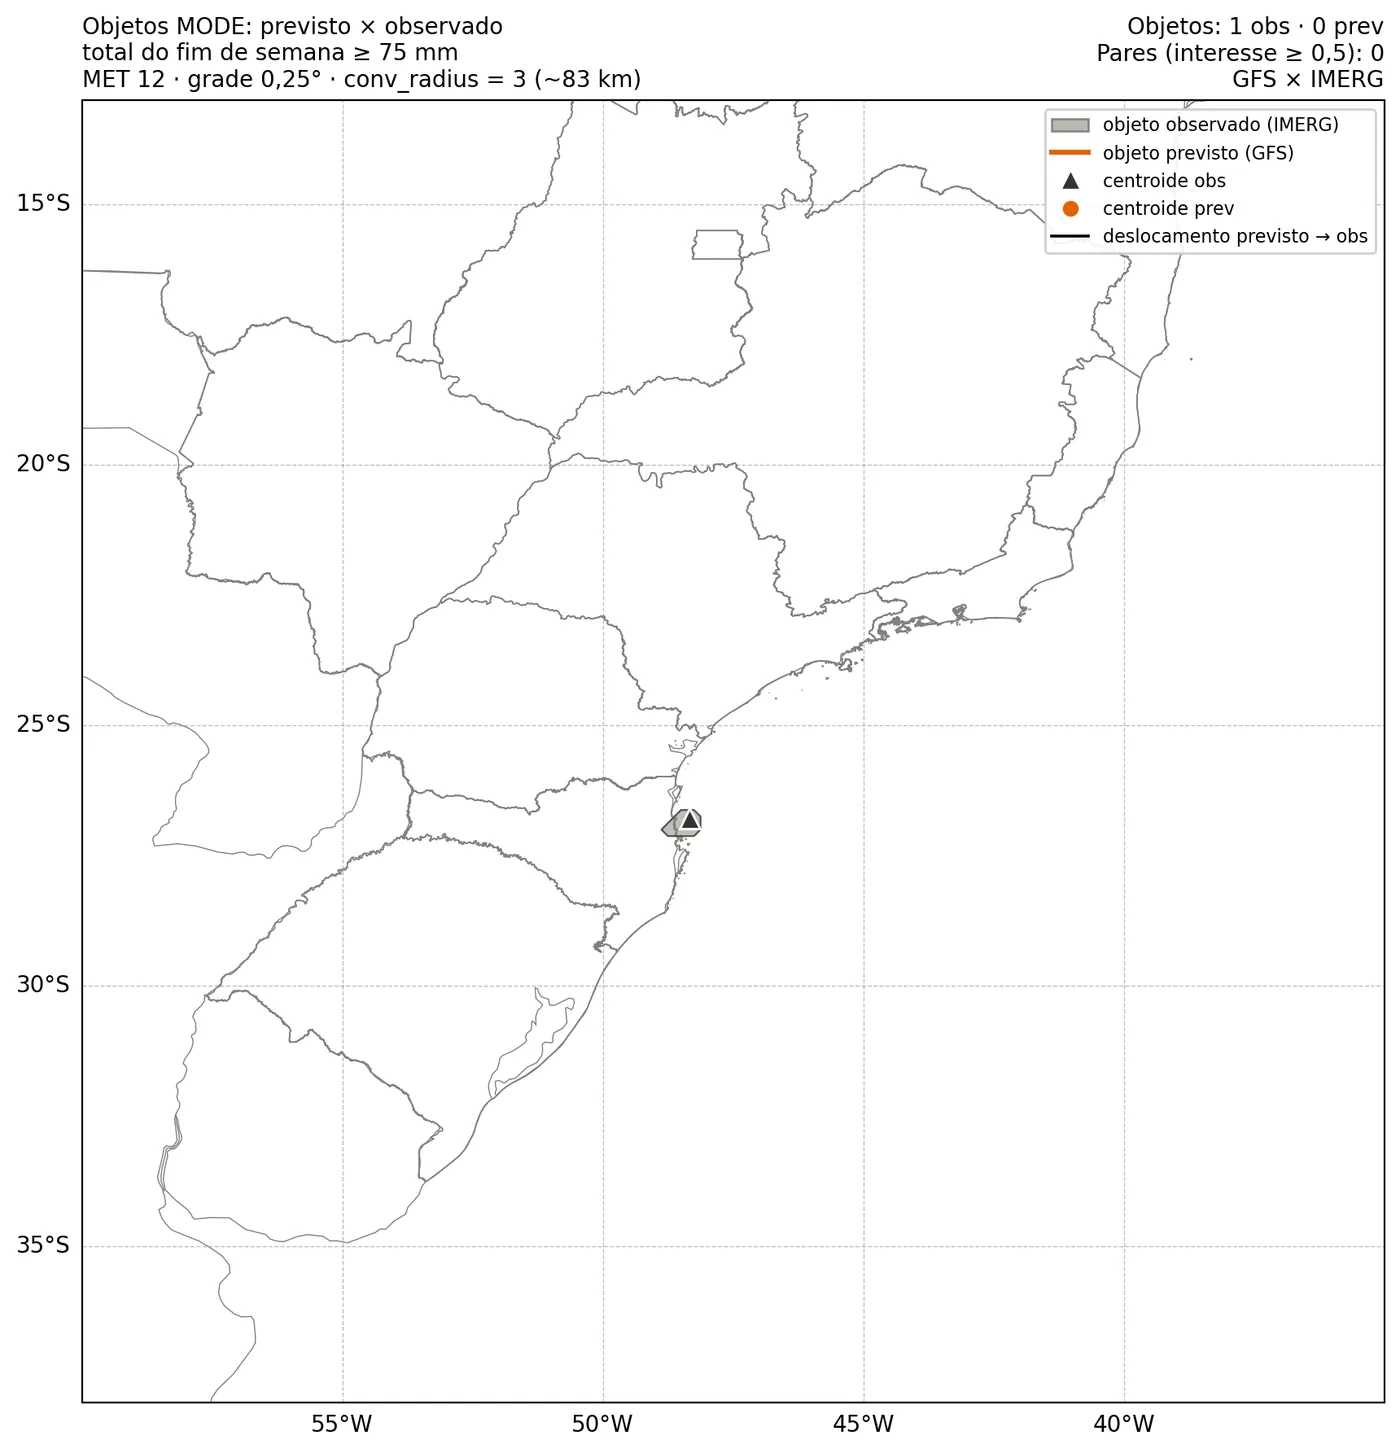 Objetos MODE: previsto × observado
total do fim de semana ≥ 75 mm
MET 12 · grade 0,25° · conv_radius = 3 (~83 km)
Objetos: 1 obs · 0 prev
Pares (interesse ≥ 0,5): 0
GFS × IMERG
objeto observado (IMERG)
objeto previsto (GFS)
centroide obs
centroide prev
deslocamento previsto → obs
15°S
20°S
25°S
30°S
35°S
55°W
50°W
45°W
40°W